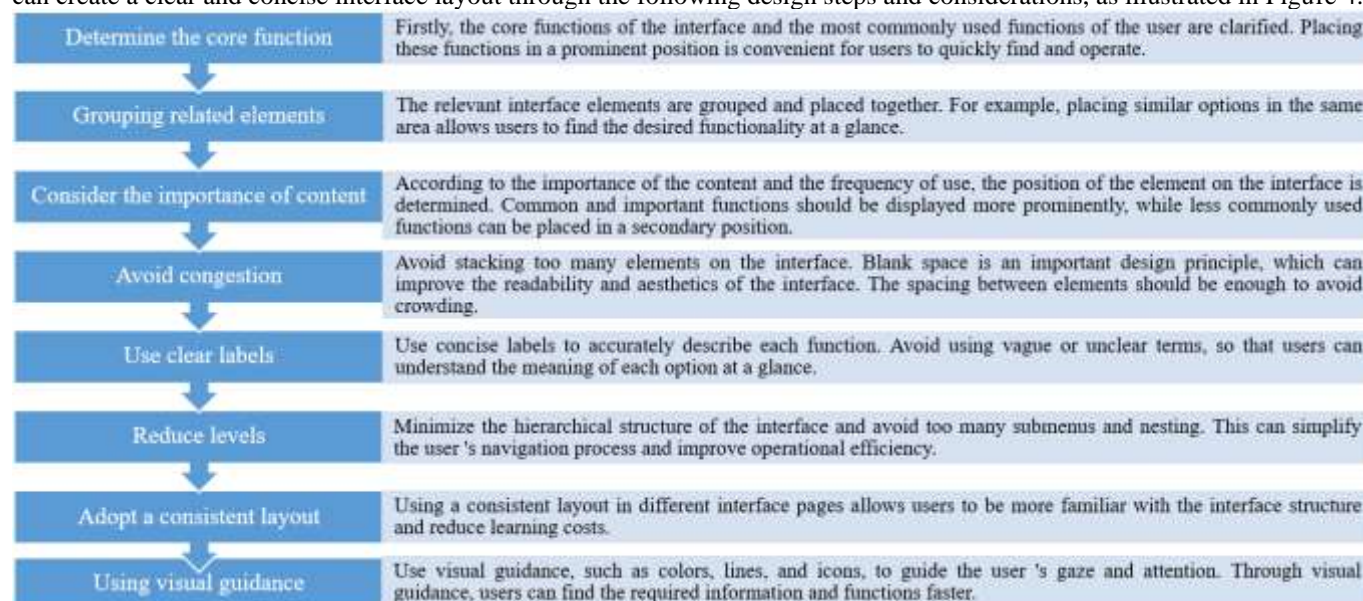 can create a clear and concise interface layout through the following design steps and considerations, as illustrated in Figure 4.
Determine the core function
Firstly, the core functions of the interface and the most commonly used functions of the user are clarified. Placing
these functions in a prominent position is convenient for users to quickly find and operate.
Grouping related elements
The relevant interface elements are grouped and placed together. For example, placing similar options in the same
area allows users to find the desired functionality at a glance.
Consider the importance of content
According to the importance of the content and the frequency of use, the position of the element on the interface is
determined. Common and important functions should be displayed more prominently, while less commonly used
functions can be placed in a secondary position.
Avoid congestion
Avoid stacking too many elements on the interface. Blank space is an important design principle, which can
improve the readability and aesthetics of the interface. The spacing between elements should be enough to avoid
crowding.
Use clear labels
Use concise labels to accurately describe each function. Avoid using vague or unclear terms, so that users can
understand the meaning of each option at a glance.
Reduce levels
Minimize the hierarchical structure of the interface and avoid too many submenus and nesting. This can simplify
the user 's navigation process and improve operational efficiency.
Adopt a consistent layout
Using a consistent layout in different interface pages allows users to be more familiar with the interface structure
and reduce learning costs.
Using visual guidance
Use visual guidance, such as colors, lines, and icons, to guide the user 's gaze and attention. Through visual
guidance, users can find the required information and functions faster.